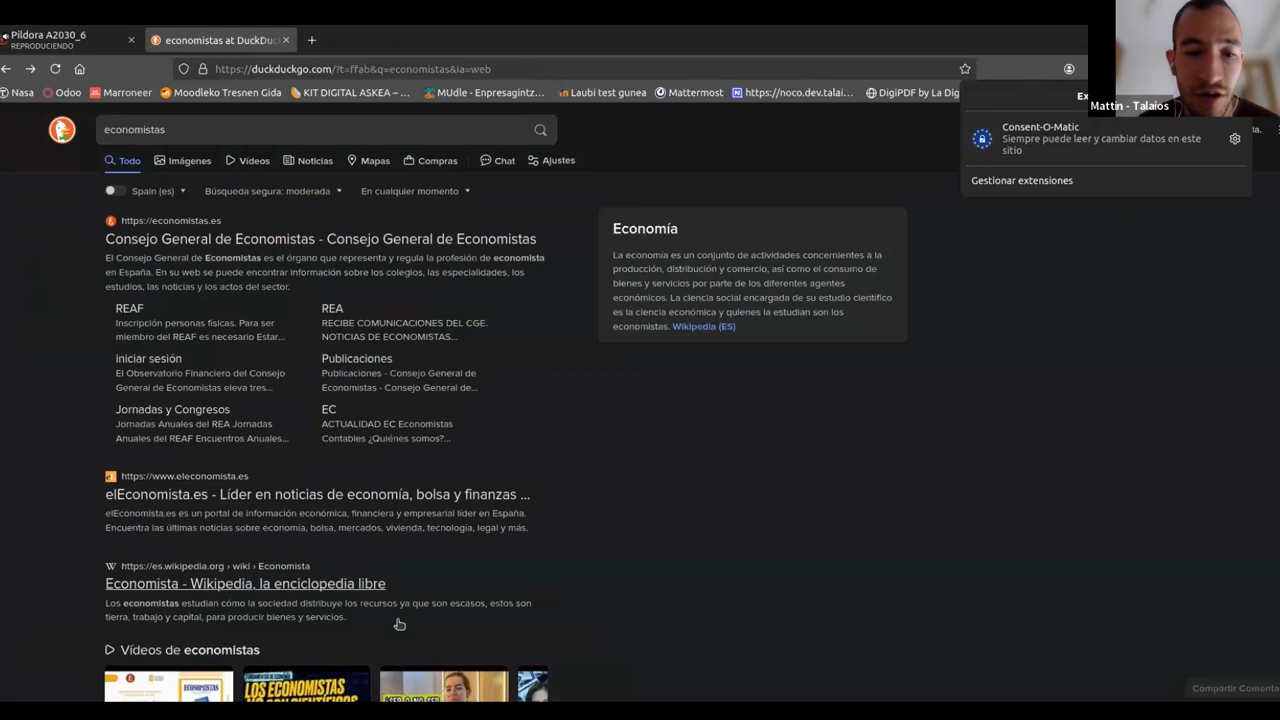 Píldora A2030_6
REPRODUCIENDO
economistas at DuckDuc
https://duckduckgo.com/?t=ffab&q=economistas&ia=web
Nasa
Odoo
Marroneer
Moodleko Tresnen Gida
KIT DIGITAL ASKEA – ...
MUdle - Enpresagintz...
Laubi test gunea
Mattermost
https://noco.dev.talai...
DigiPDF by La Dig
Ex
Mattin - Talaios
economistas
Consent-O-Matic
Siempre puede leer y cambiar datos en este
sitio
Gestionar extensiones
Todo
Imágenes
Vídeos
Noticias
Mapas
Compras
Chat
Ajustes
Spain (es)
Búsqueda segura: moderada
En cualquier momento
https://economistas.es
Consejo General de Economistas - Consejo General de Economistas
El Consejo General de Economistas es el órgano que representa y regula la profesión de economista
en España. En su web se puede encontrar información sobre los colegios, las especialidades, los
estudios, las noticias y los actos del sector.
REAF
Inscripción personas físicas. Para ser
miembro del REAF es necesario Estar...
REA
RECIBE COMUNICACIONES DEL CGE.
NOTICIAS DE ECONOMISTAS...
iniciar sesión
El Observatorio Financiero del Consejo
General de Economistas eleva tres...
Publicaciones
Publicaciones - Consejo General de
Economistas - Consejo General de...
Jornadas y Congresos
Jornadas Anuales del REA Jornadas
Anuales del REAF Encuentros Anuales...
EC
ACTUALIDAD EC Economistas
Contables ¿Quiénes somos?...
https://www.eleconomista.es
elEconomista.es - Líder en noticias de economía, bolsa y finanzas ...
elEconomista.es es un portal de información económica, financiera y empresarial líder en España.
Encuentra las últimas noticias sobre economía, bolsa, mercados, vivienda, tecnología, legal y más.
https://es.wikipedia.org › wiki › Economista
Economista - Wikipedia, la enciclopedia libre
Los economistas estudian cómo la sociedad distribuye los recursos ya que son escasos, estos son
tierra, trabajo y capital, para producir bienes y servicios.
Vídeos de economistas
ECONOMISTAS
LOS ECONOMISTAS
¿SER O NO SER
Economía
La economía es un conjunto de actividades concernientes a la
producción, distribución y comercio, así como el consumo de
bienes y servicios por parte de los diferentes agentes
económicos. La ciencia social encargada de su estudio científico
es la ciencia económica y quienes la estudian son los
economistas. Wikipedia (ES)
Compartir Comenta